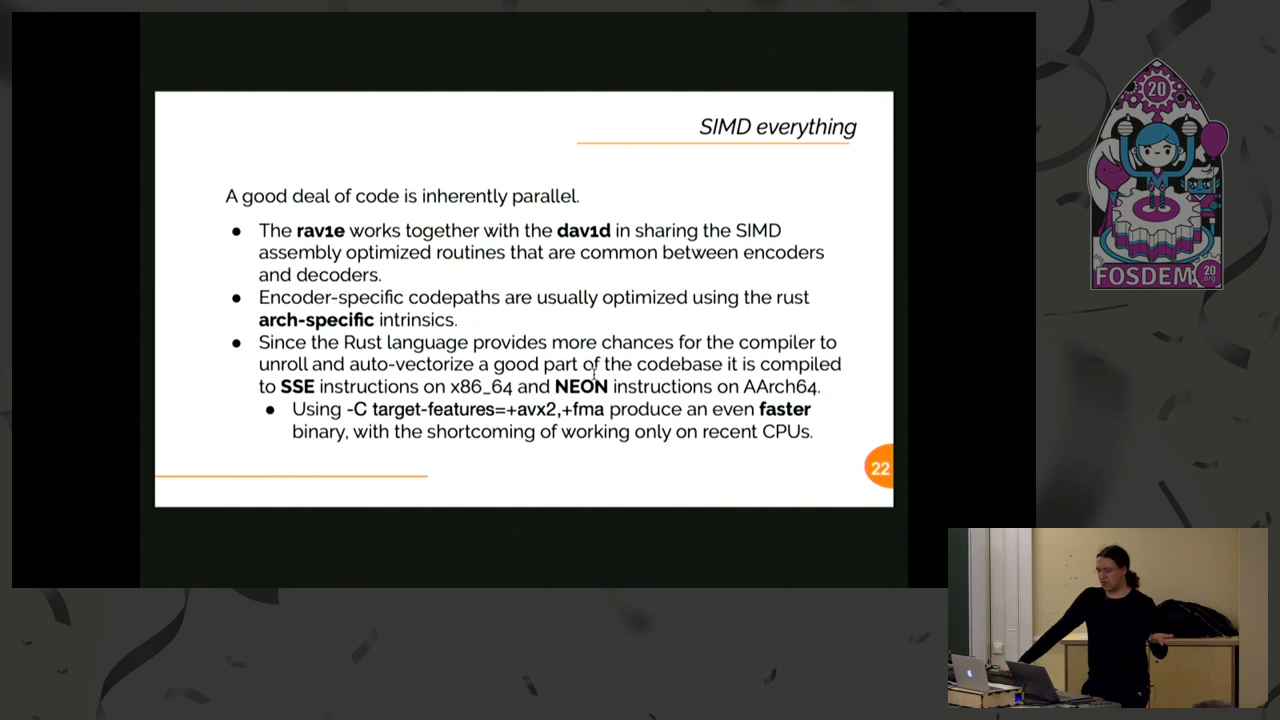 SIMD everything
A good deal of code is inherently parallel.
● The rav1e works together with the dav1d in sharing the SIMD
assembly optimized routines that are common between encoders
and decoders.
● Encoder-specific codepaths are usually optimized using the rust
arch-specific intrinsics.
● Since the Rust language provides more chances for the compiler to
unroll and auto-vectorize a good part of the codebase it is compiled
to SSE instructions on x86_64 and NEON instructions on AArch64.
● Using -C target-features=+avx2,+fma produce an even faster
binary, with the shortcoming of working only on recent CPUs.
22
20
FOSDEM
20
.org